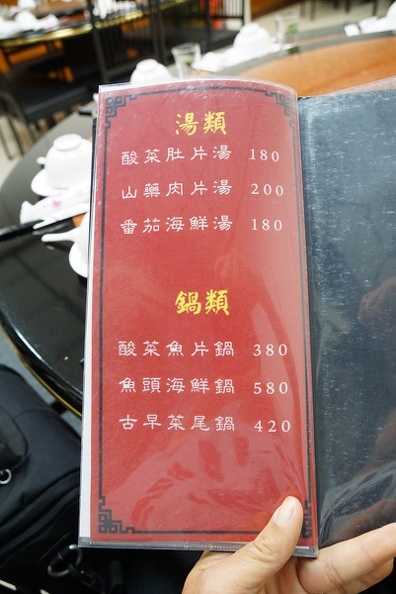 湯類
酸菜肚片湯 180
山藥肉片湯 200
番茄海鮮湯 180
鍋類
酸菜魚片鍋 380
魚頭海鮮鍋 580
古早菜尾鍋 420